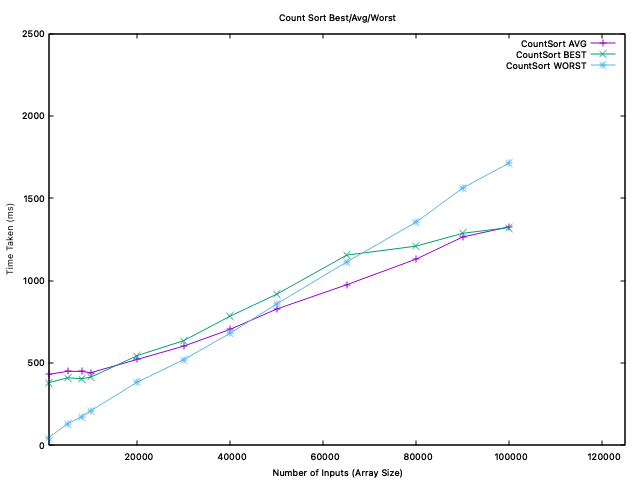 Count Sort Best/Avg/Worst
2500
2000
1500
1000
500
0
Time Taken (ms)
CountSort AVG
CountSort BEST
CountSort WORST
20000 40000 60000 80000 100000 120000
Number of Inputs (Array Size)